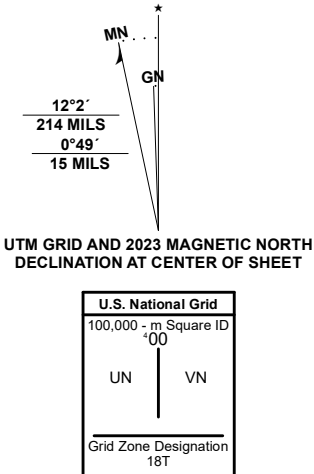 ★
MN
GN
12°2´
214 MILS
0°49´
15 MILS
UTM GRID AND 2023 MAGNETIC NORTH
DECLINATION AT CENTER OF SHEET
U.S. National Grid
100,000 - m Square ID
⁴00
UN VN
Grid Zone Designation
18T